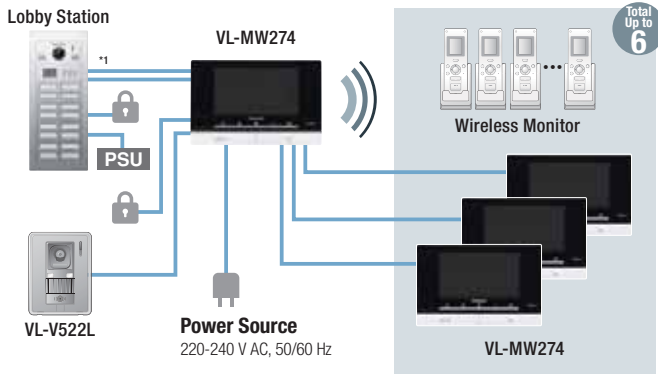 Lobby Station
VL-MW274
*1
PSU
VL-V522L
Power Source
220-240 V AC, 50/60 Hz
Total
Up to
6
Wireless Monitor
VL-MW274